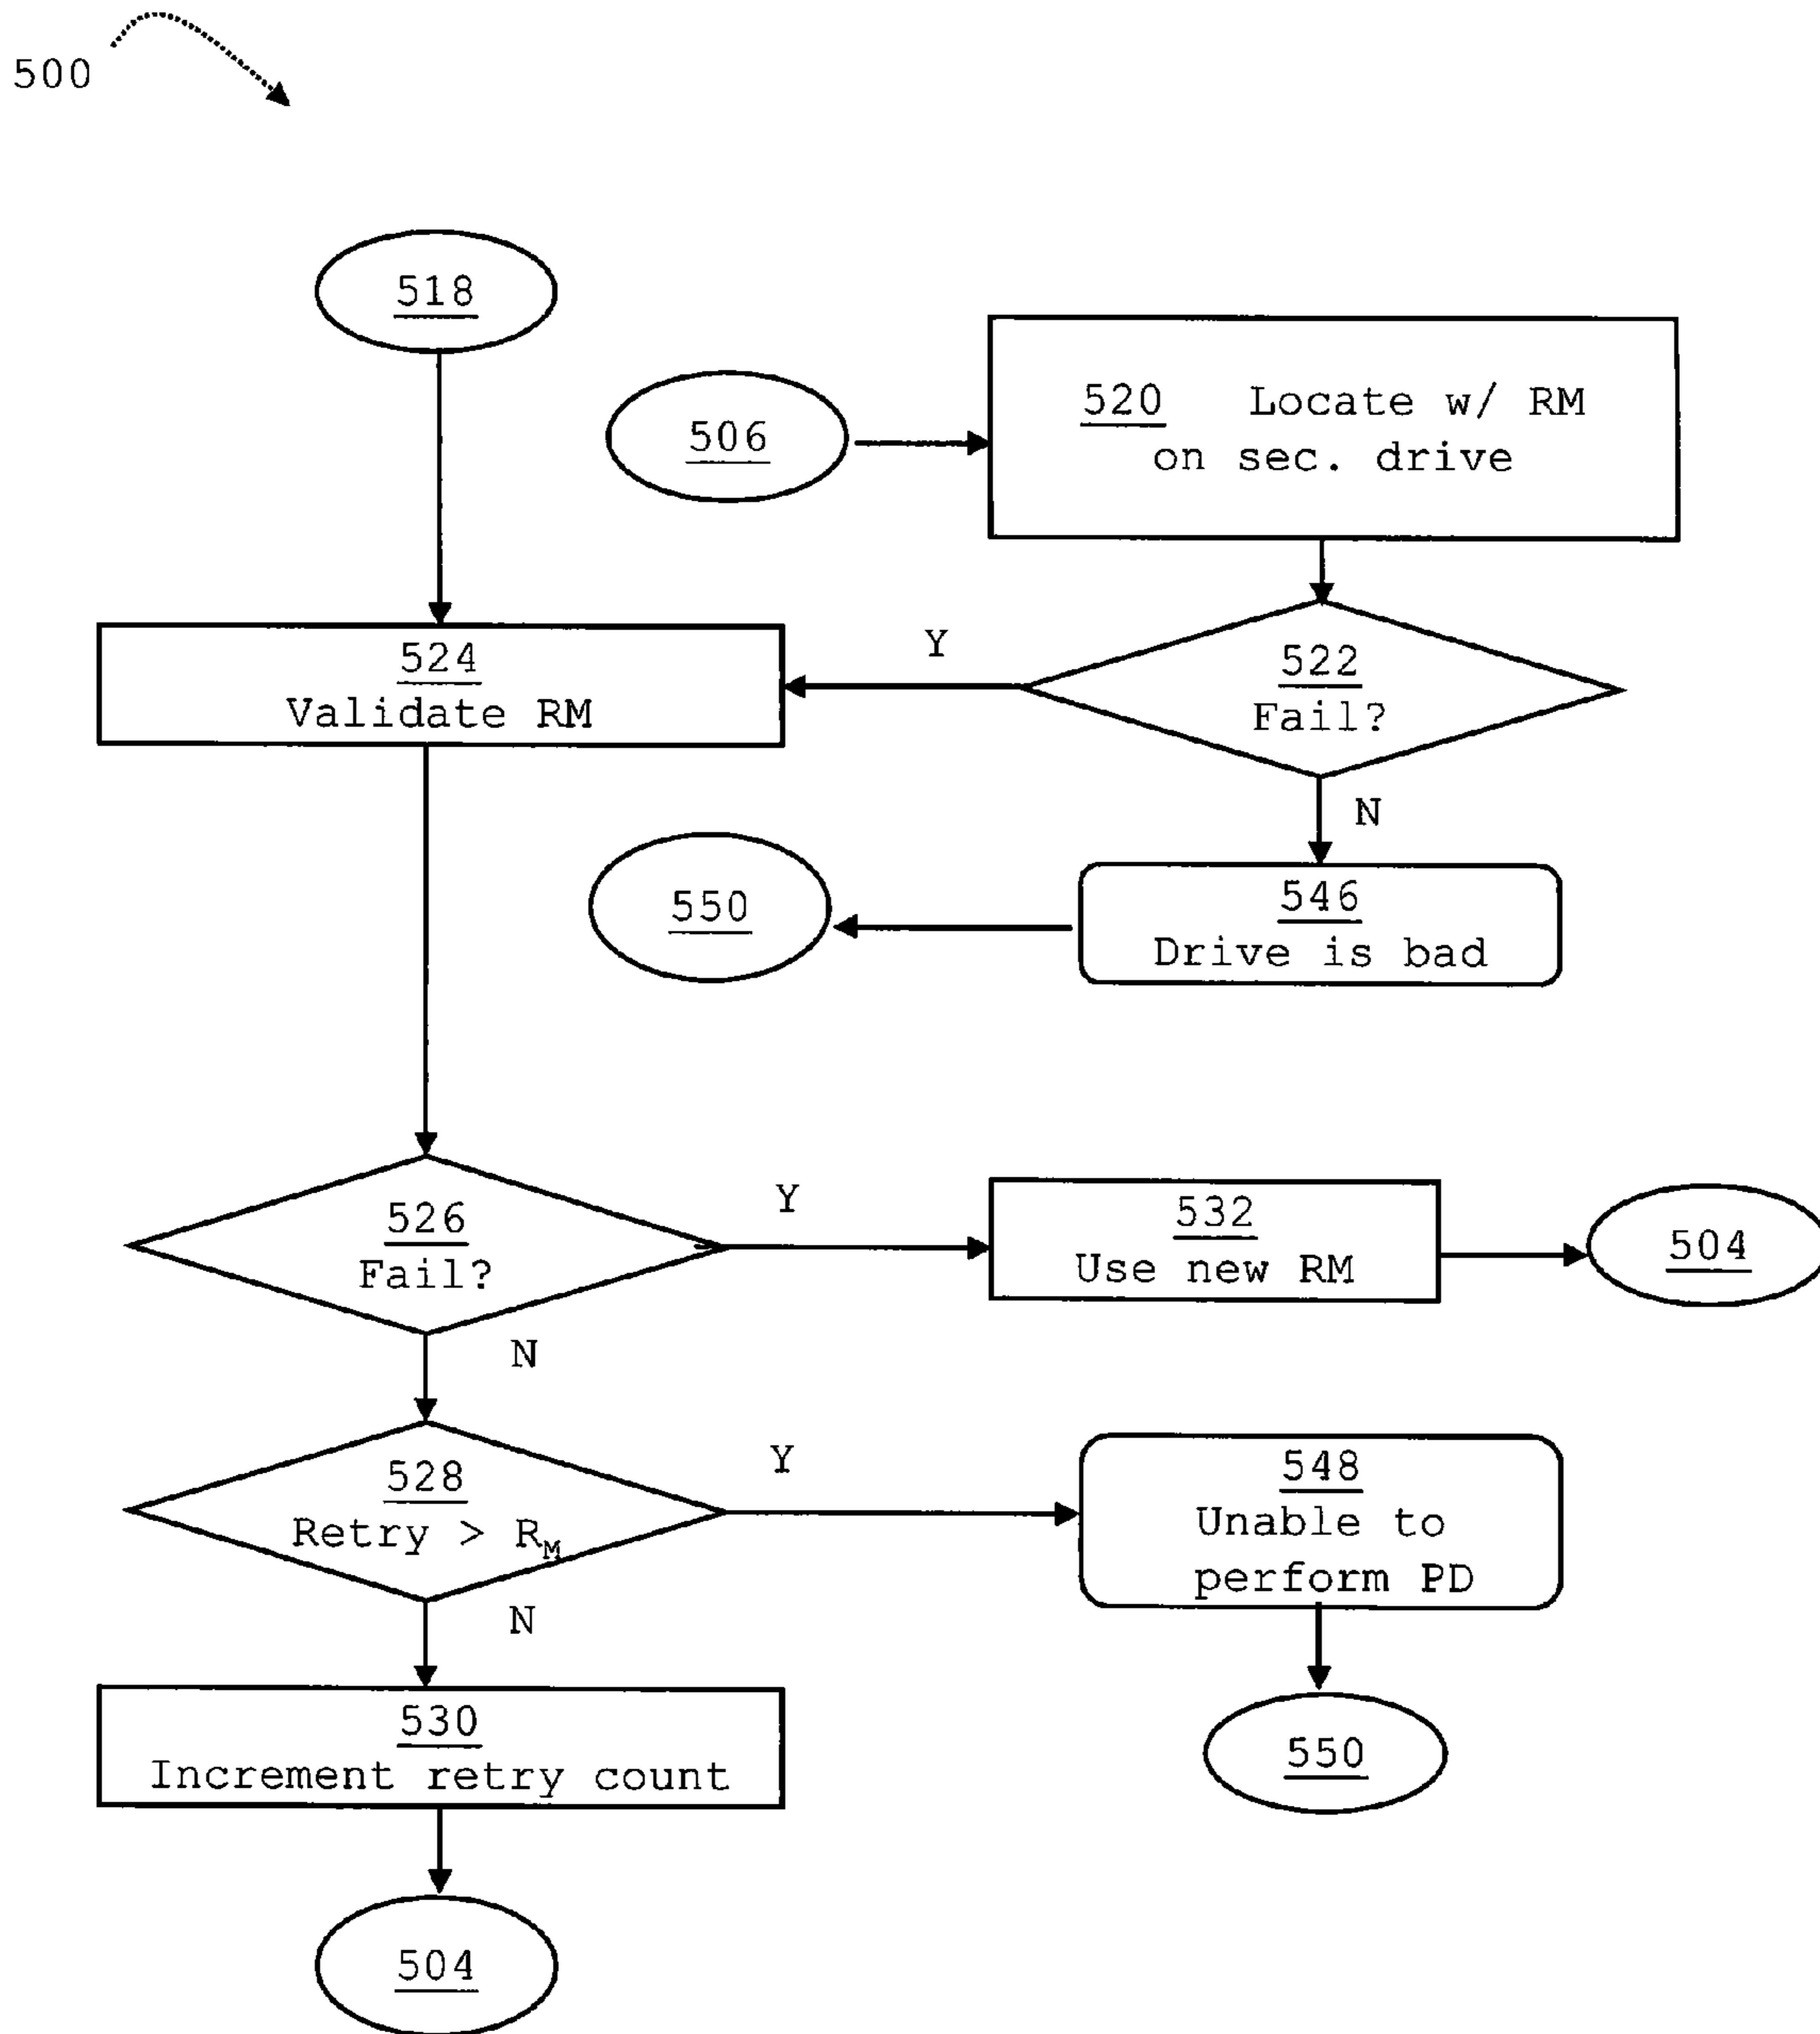 500
518
506
520 Locate w/ RM
on sec. drive
524
Validate RM
Y
522
Fail?
N
550
546
Drive is bad
526
Fail?
Y
532
Use new RM
504
N
528
Retry > R_M
Y
548
Unable to
perform PD
N
530
Increment retry count
550
504